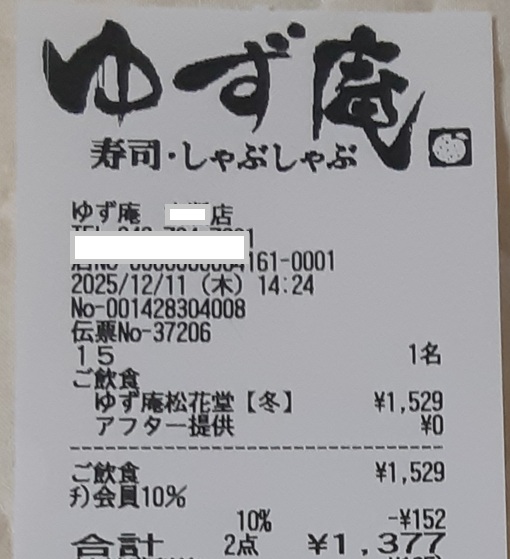 ゆず庵
寿司・しゃぶしゃぶ
ゆず庵 店
161-0001
2025/12/11 (木) 14:24
No-001428304008
伝票No-37206
15 1名
ご飲食
ゆず庵松花堂【冬】 ¥1,529
アフター提供 ¥0
ご飲食 ¥1,529
ﾁ)会員10%
10% -¥152
合計 2点 ¥1,377